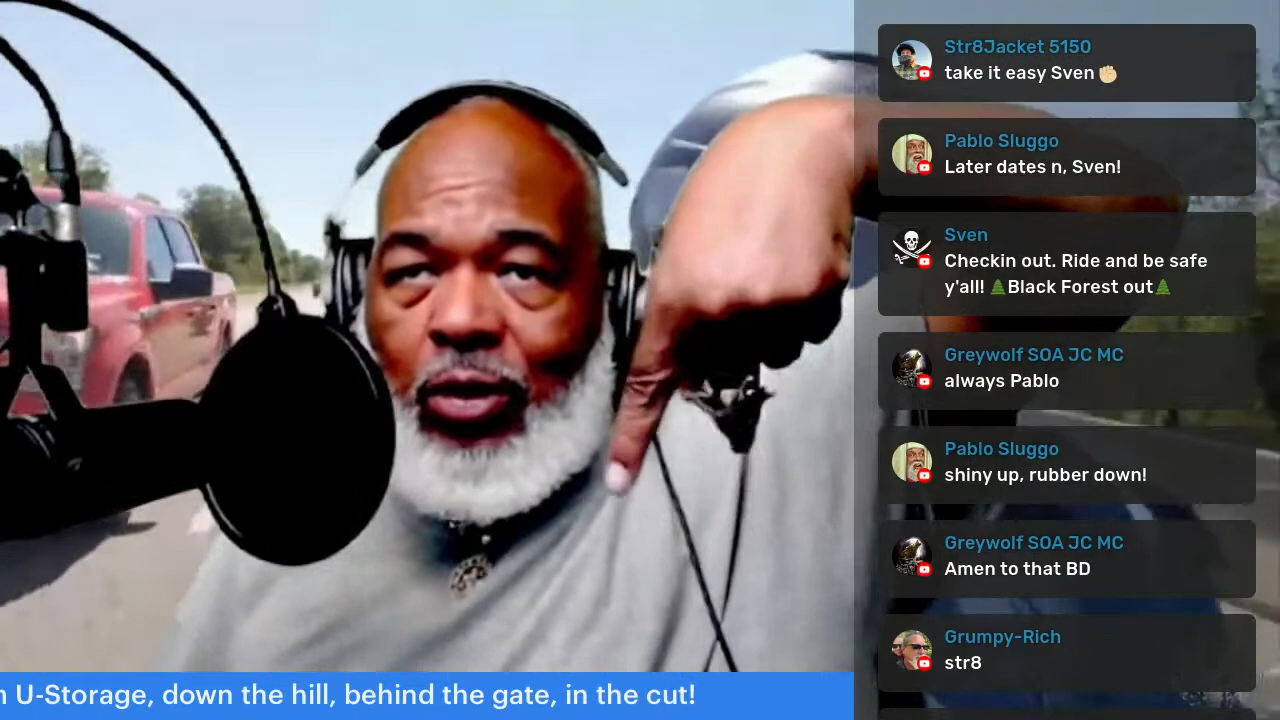 Str8Jacket 5150
take it easy Sven ✊🏼
Pablo Sluggo
Later dates n, Sven!
Sven
Checkin out. Ride and be safe
y'all! 🌲Black Forest out🌲
Greywolf SOA JC MC
always Pablo
Pablo Sluggo
shiny up, rubber down!
Greywolf SOA JC MC
Amen to that BD
Grumpy-Rich
str8
U-Storage, down the hill, behind the gate, in the cut!